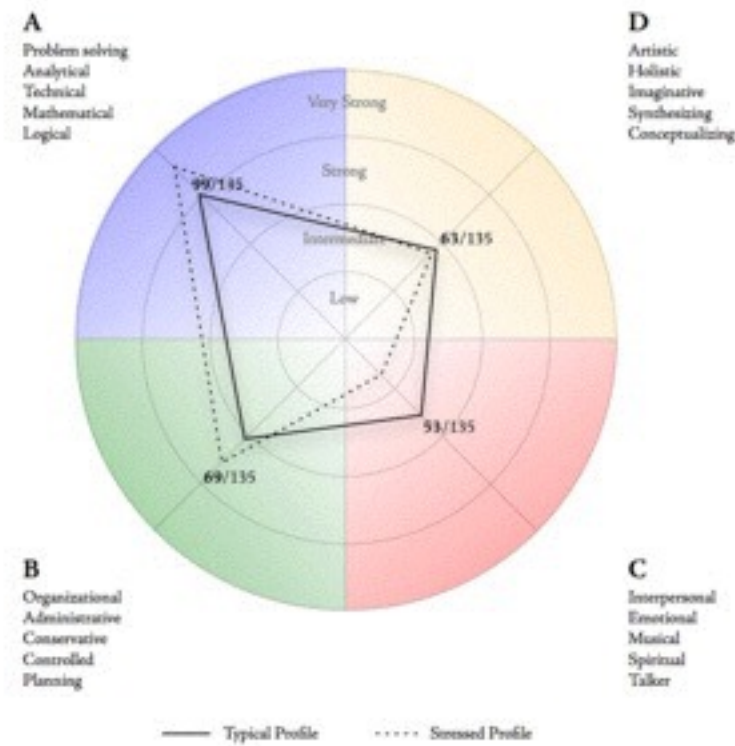 A
Problem solving
Analytical
Technical
Mathematical
Logical
D
Artistic
Holistic
Imaginative
Synthesizing
Conceptualizing
Very Strong
Strong
Intermediate
Low
99/135
63/135
53/135
69/135
B
Organizational
Administrative
Conservative
Controlled
Planning
C
Interpersonal
Emotional
Musical
Spiritual
Talker
Typical Profile
Stressed Profile